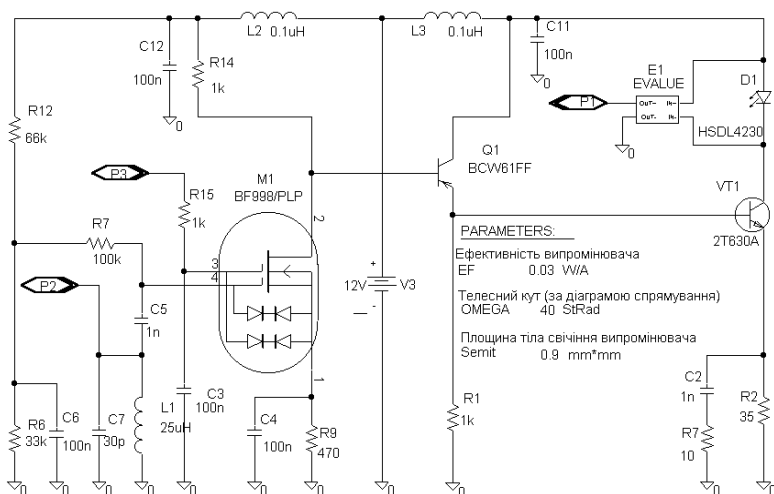 L2 0.1uH
L3 0.1uH
C11
100n
0
C12
100n
0
R14
1k
E1
EVALUE
OUT+ IN+
OUT- IN-
P1
0
D1
HSDL4230
R12
66k
Q1
BCW61FF
P3
M1
BF998/PLP
R15
1k
VT1
2T630A
2
R7
100k
3
4
P2
12V
+
-
V3
PARAMETERS:
Ефективність випромінювача
EF 0.03 W/A
Телесний кут (за діаграмою спрямування)
OMEGA 40 StRad
Площина тіла свічіння випромінювача
Semit 0.9 mm*mm
C5
1n
1
C2
1n
R1
1k
R2
35
R6
33k
C6
100n
C7
30p
L1
25uH
C3
100n
C4
100n
R9
470
R7
10
0
0
0
0
0
0
0
0
0
0
0